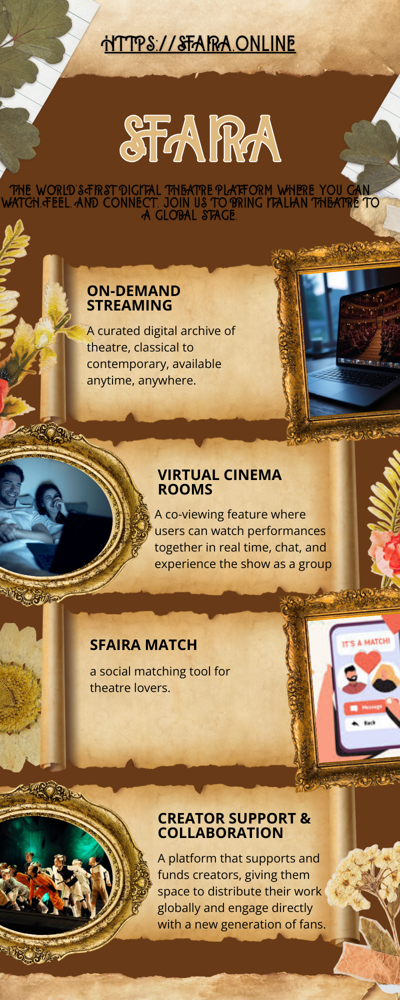 HTTPS://SFAIRA.ONLINE
SFAIRA
THE WORLD'S FIRST DIGITAL THEATRE PLATFORM WHERE YOU CAN
WATCH, FEEL, AND CONNECT. JOIN US TO BRING ITALIAN THEATRE TO
A GLOBAL STAGE.
ON-DEMAND
STREAMING
A curated digital archive of
theatre, classical to
contemporary, available
anytime, anywhere.
VIRTUAL CINEMA
ROOMS
A co-viewing feature where
users can watch performances
together in real time, chat, and
experience the show as a group
SFAIRA MATCH
a social matching tool for
theatre lovers.
IT'S A MATCH!
Message
Back
CREATOR SUPPORT &
COLLABORATION
A platform that supports and
funds creators, giving them
space to distribute their work
globally and engage directly
with a new generation of fans.